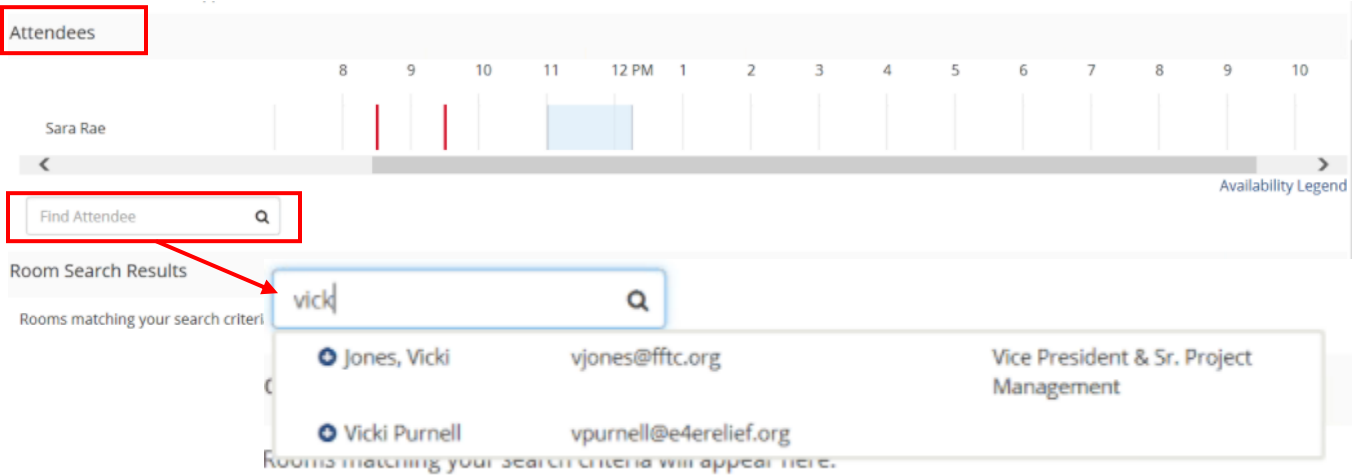 Attendees
8 9 10 11 12 PM 1 2 3 4 5 6 7 8 9 10
Sara Rae
Availability Legend
Find Attendee
Room Search Results
vick
Rooms matching your search criteri
Jones, Vicki vjones@fftc.org Vice President & Sr. Project
Management
Vicki Purnell vpurnell@e4erelief.org
Rooms matching your search criteria will appear here.